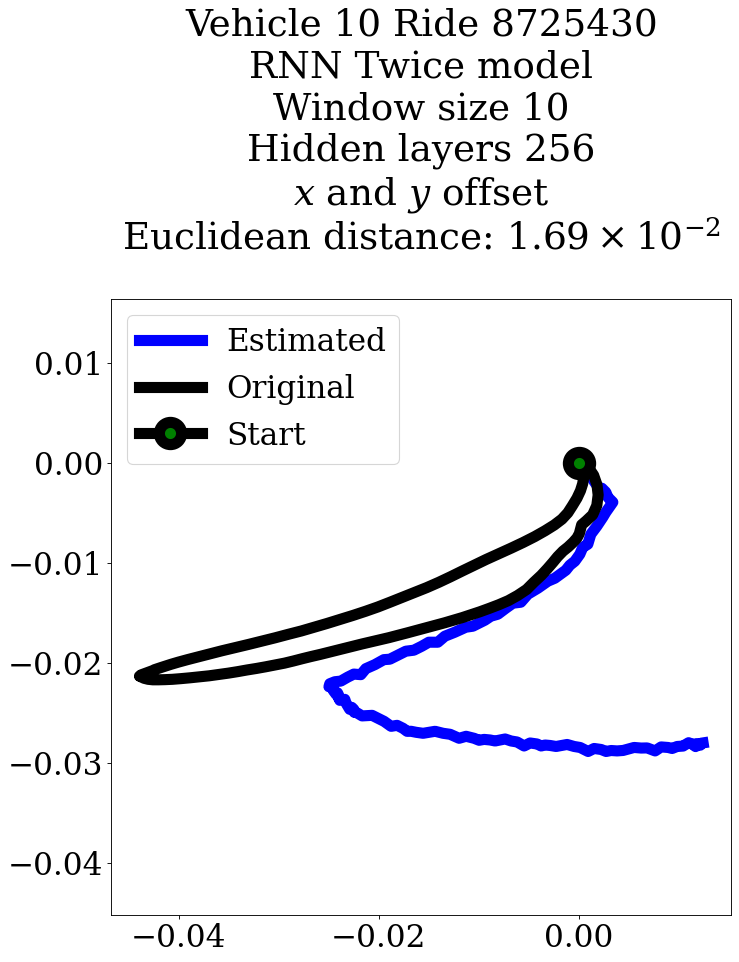 Vehicle 10 Ride 8725430
RNN Twice model
Window size 10
Hidden layers 256
x and y offset
Euclidean distance: 1.69 × 10⁻²
Estimated
Original
Start
0.01
0.00
−0.01
−0.02
−0.03
−0.04
−0.04 −0.02 0.00